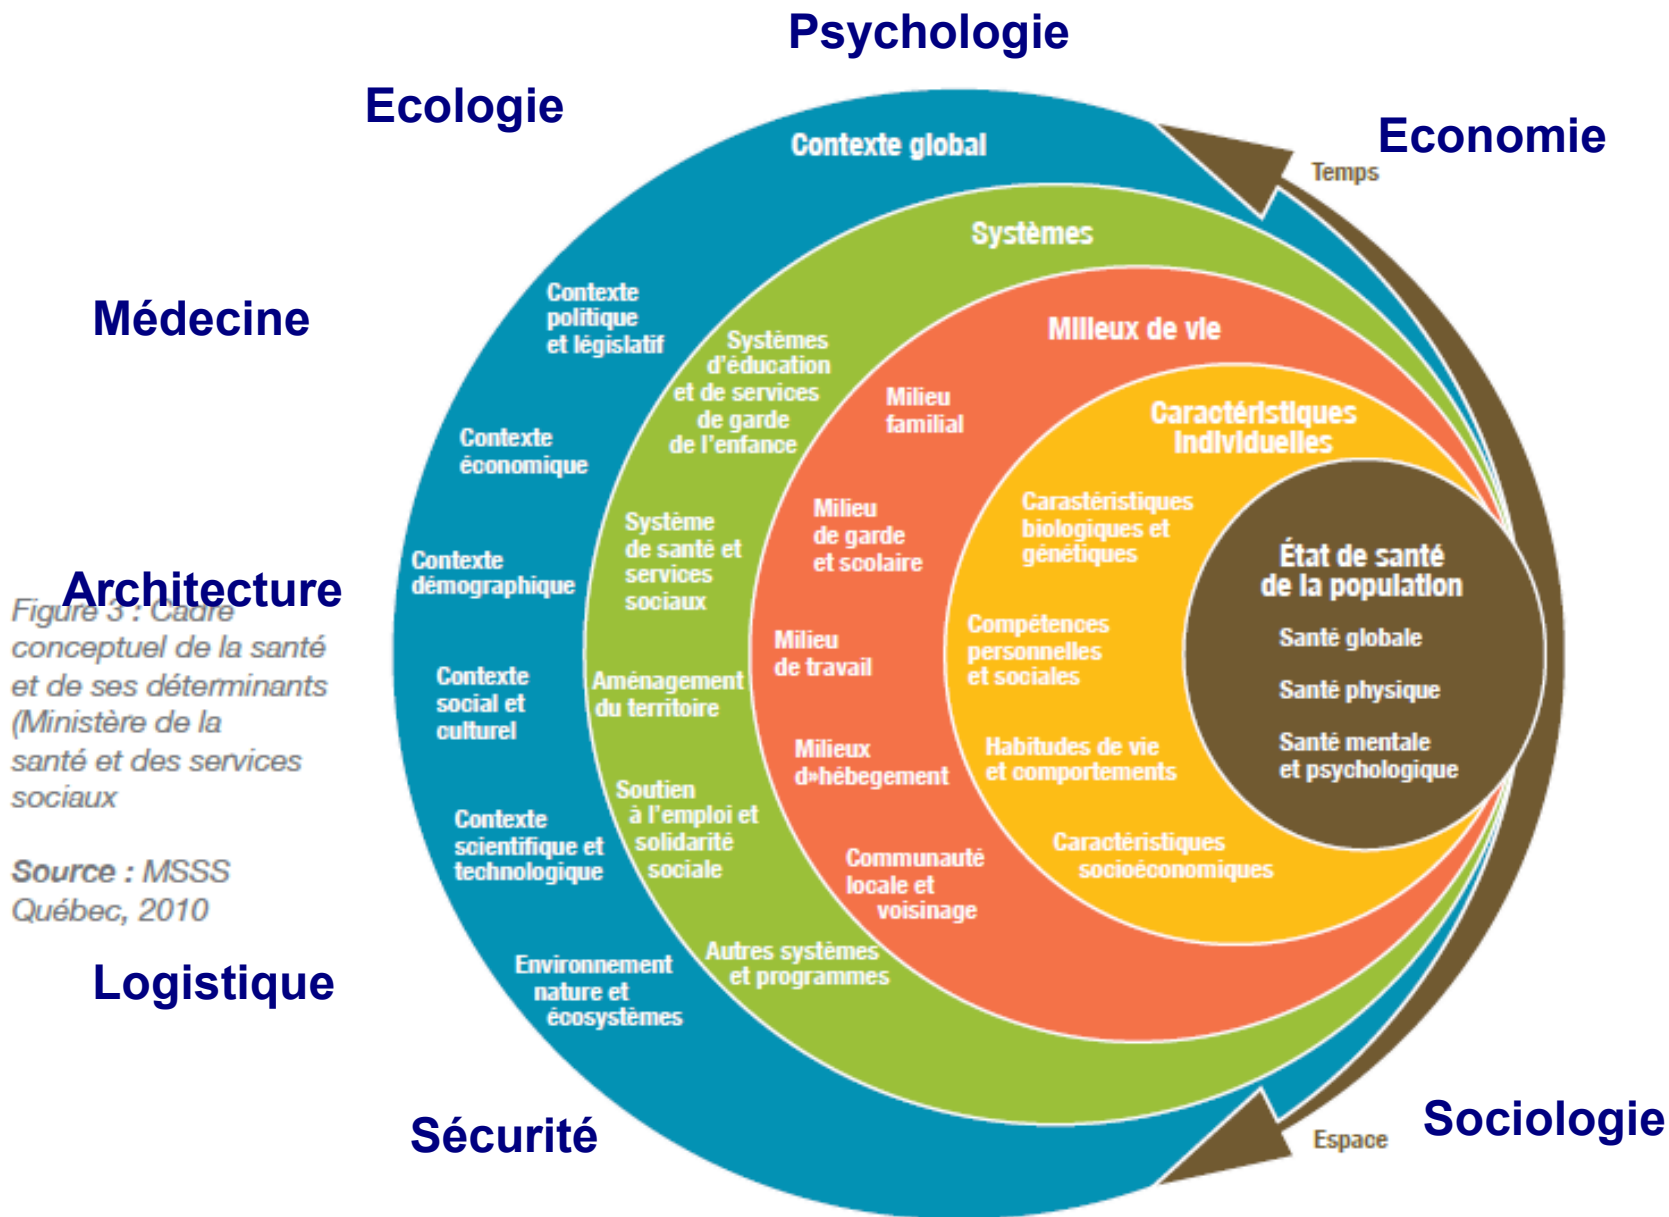 Psychologie
Ecologie
Economie
Médecine
Architecture
Logistique
Sécurité
Sociologie
Temps
Espace
Contexte global
Contexte
politique
et législatif
Contexte
économique
Contexte
démographique
Contexte
social et
culturel
Contexte
scientifique et
technologique
Environnement
nature et
écosystèmes
Systèmes
Systèmes
d'éducation
et de services
de garde
de l'enfance
Système
de santé et
services
sociaux
Aménagement
du territoire
Soutien
à l'emploi et
solidarité
sociale
Autres systèmes
et programmes
Milieux de vie
Milieu
familial
Milieu
de garde
et scolaire
Milieu
de travail
Milieux
d»hébegement
Communauté
locale et
voisinage
Caractéristiques
individuelles
Carastéristiques
biologiques et
génétiques
Compétences
personnelles
et sociales
Habitudes de vie
et comportements
Caractéristiques
socioéconomiques
État de santé
de la population
Santé globale
Santé physique
Santé mentale
et psychologique
Figure 3 : Cadre
conceptuel de la santé
et de ses déterminants
(Ministère de la
santé et des services
sociaux
Source : MSSS
Québec, 2010